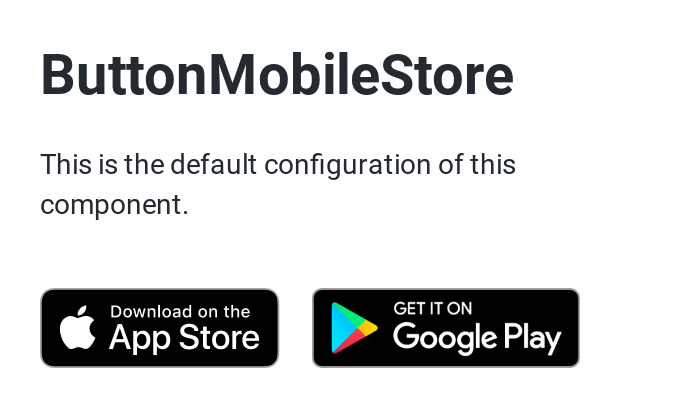 ButtonMobileStore
This is the default configuration of this
component.
Download on the
App Store
GET IT ON
Google Play